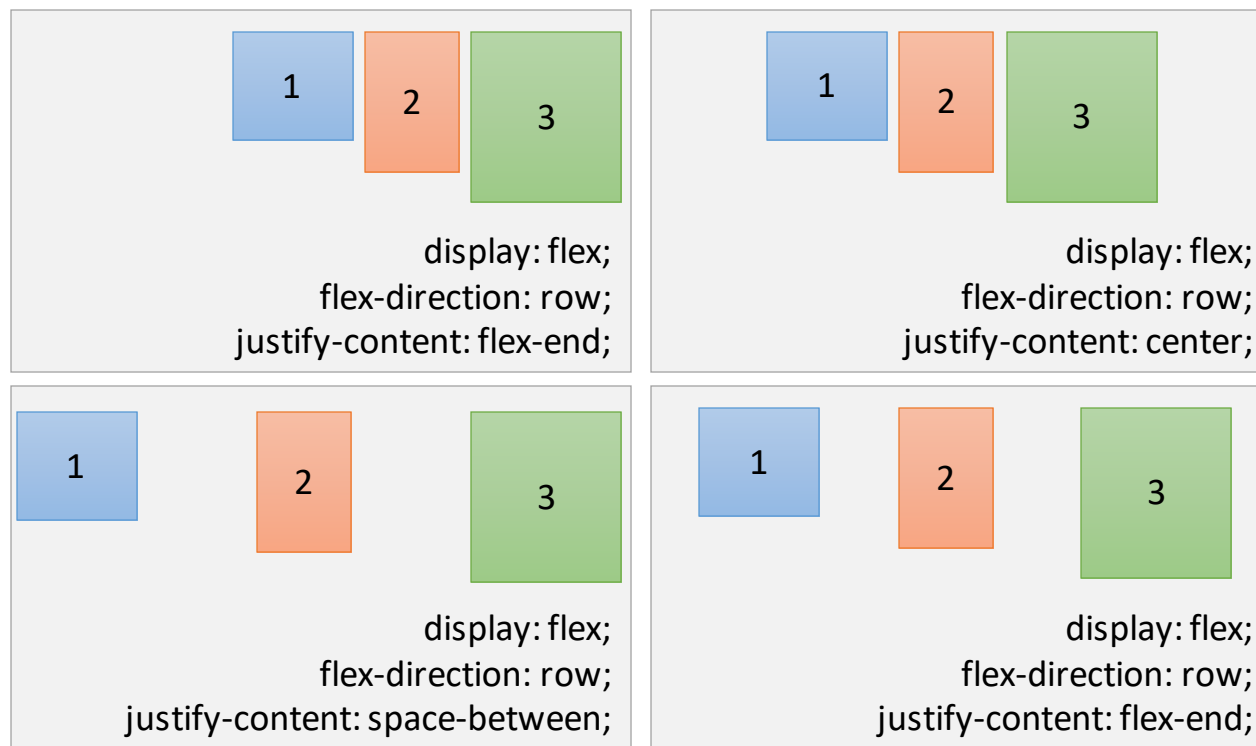 1
2
3
display: flex;
flex-direction: row;
justify-content: flex-end;
1
2
3
display: flex;
flex-direction: row;
justify-content: center;
1
2
3
display: flex;
flex-direction: row;
justify-content: space-between;
1
2
3
display: flex;
flex-direction: row;
justify-content: flex-end;